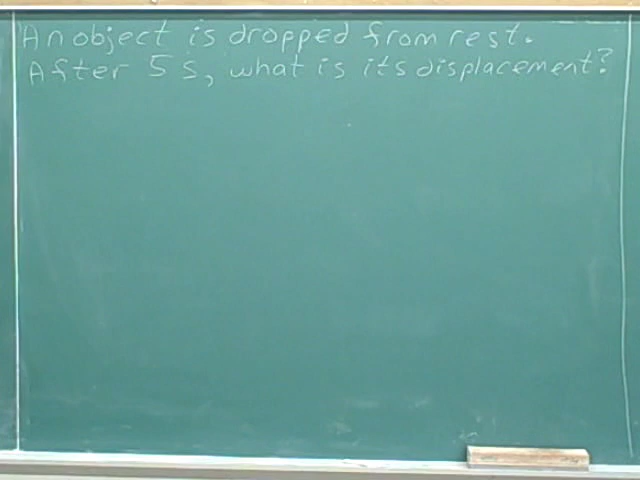 An object is dropped from rest.
After 5 s, what is its displacement?